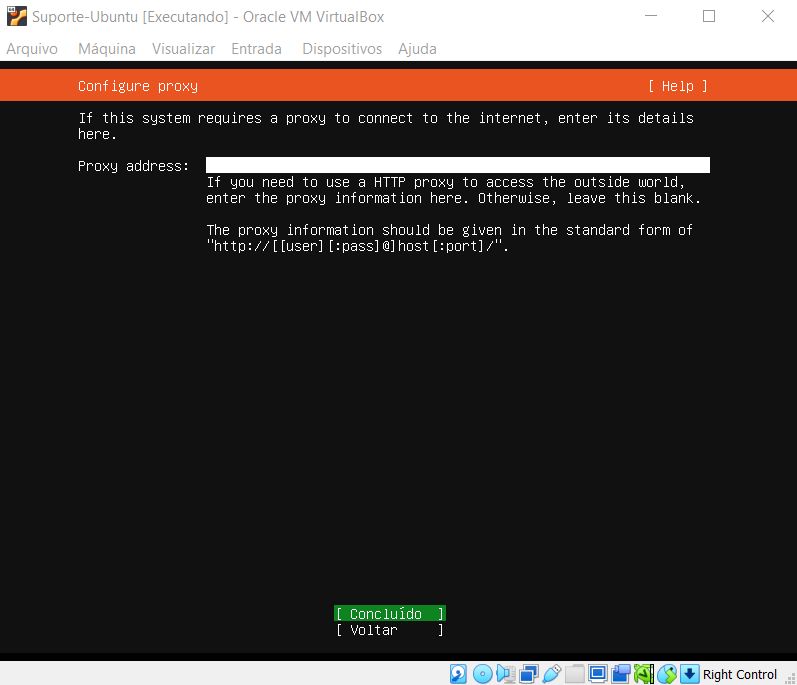 Suporte-Ubuntu [Executando] - Oracle VM VirtualBox
Arquivo Máquina Visualizar Entrada Dispositivos Ajuda
Configure proxy [ Help ]
If this system requires a proxy to connect to the internet, enter its details
here.
Proxy address:
If you need to use a HTTP proxy to access the outside world,
enter the proxy information here. Otherwise, leave this blank.
The proxy information should be given in the standard form of
"http://[[user][:pass]@]host[:port]/".
[ Concluído ]
[ Voltar ]
Right Control